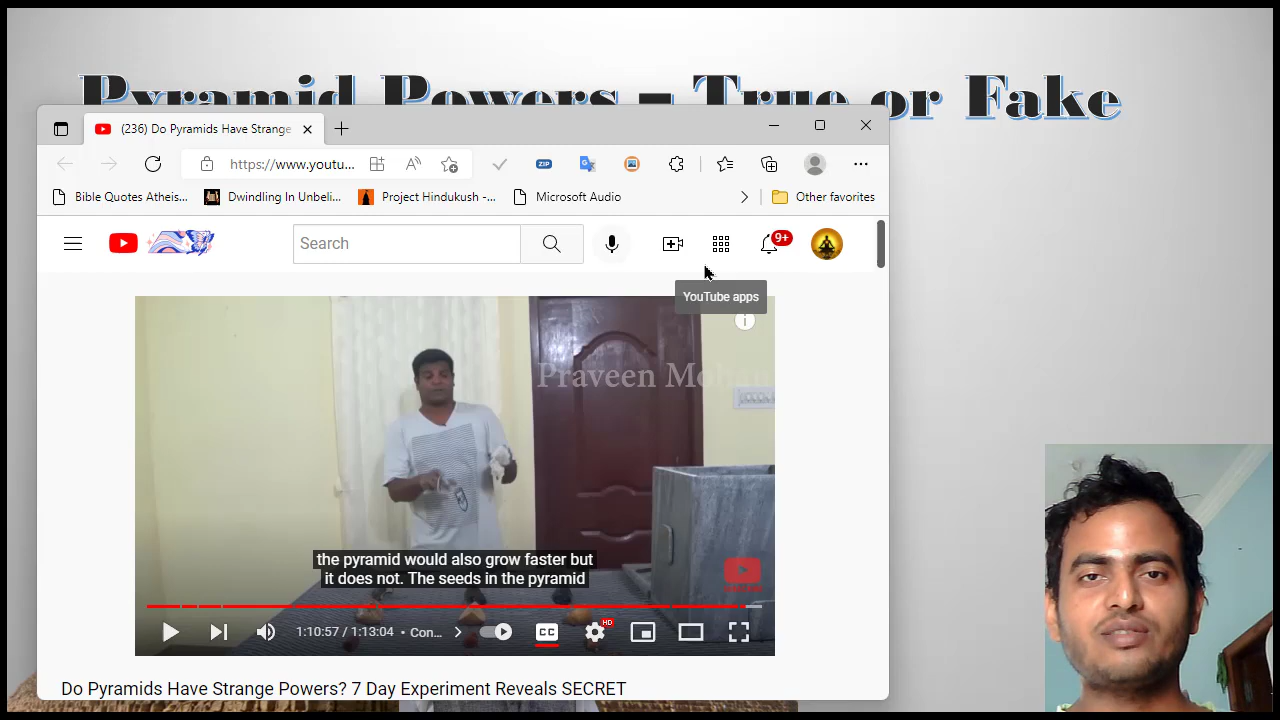 Pyramid Powers – True or Fake
(236) Do Pyramids Have Strange
https://www.youtu...
ZIP
Bible Quotes Atheis...
Dwindling In Unbeli...
Project Hindukush -...
Microsoft Audio
Other favorites
Search
9+
YouTube apps
Praveen Mohan
the pyramid would also grow faster but
it does not. The seeds in the pyramid
1:10:57 / 1:13:04 • Con...
CC
HD
Do Pyramids Have Strange Powers? 7 Day Experiment Reveals SECRET